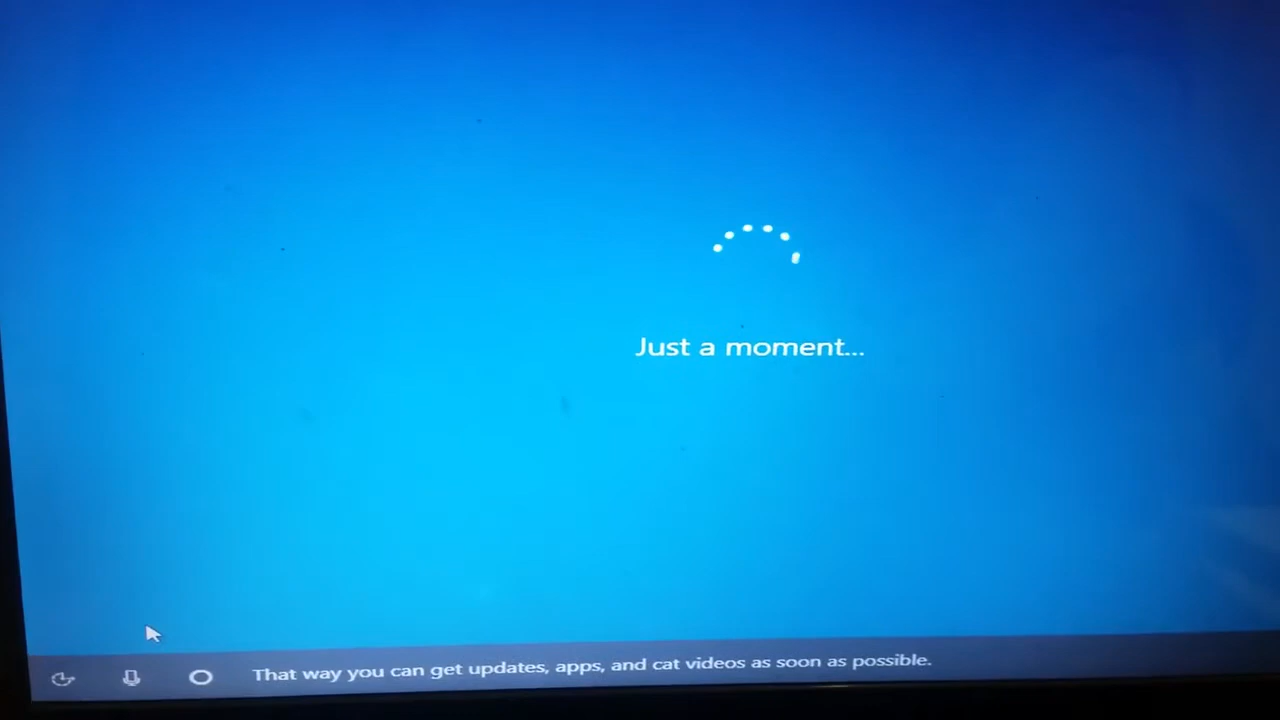 Just a moment...
That way you can get updates, apps, and cat videos as soon as possible.